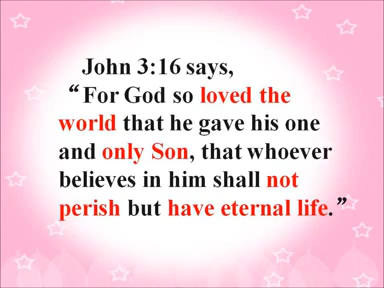 John 3:16 says,
“For God so loved the
world that he gave his one
and only Son, that whoever
believes in him shall not
perish but have eternal life.”